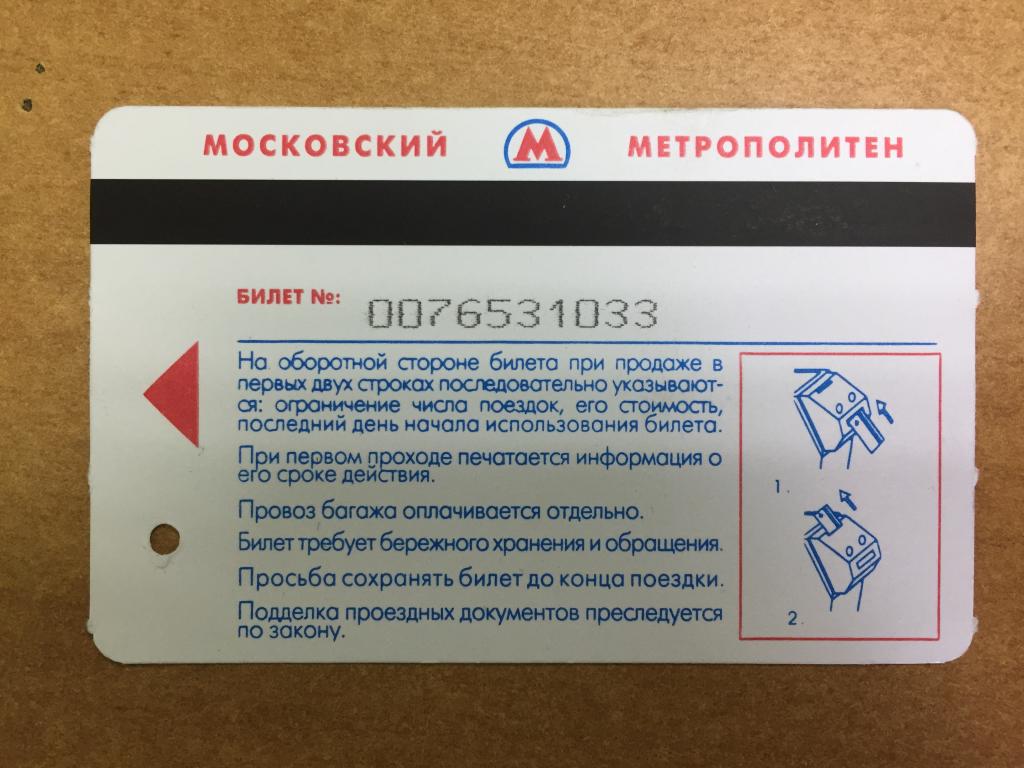 МОСКОВСКИЙ М МЕТРОПОЛИТЕН
БИЛЕТ №: 0076531033
На оборотной стороне билета при продаже в
первых двух строках последовательно указывают-
ся: ограничение числа поездок, его стоимость,
последний день начала использования билета.
При первом проходе печатается информация о
его сроке действия.
Провоз багажа оплачивается отдельно.
Билет требует бережного хранения и обращения.
Просьба сохранять билет до конца поездки.
Подделка проездных документов преследуется
по закону.
1.
2.